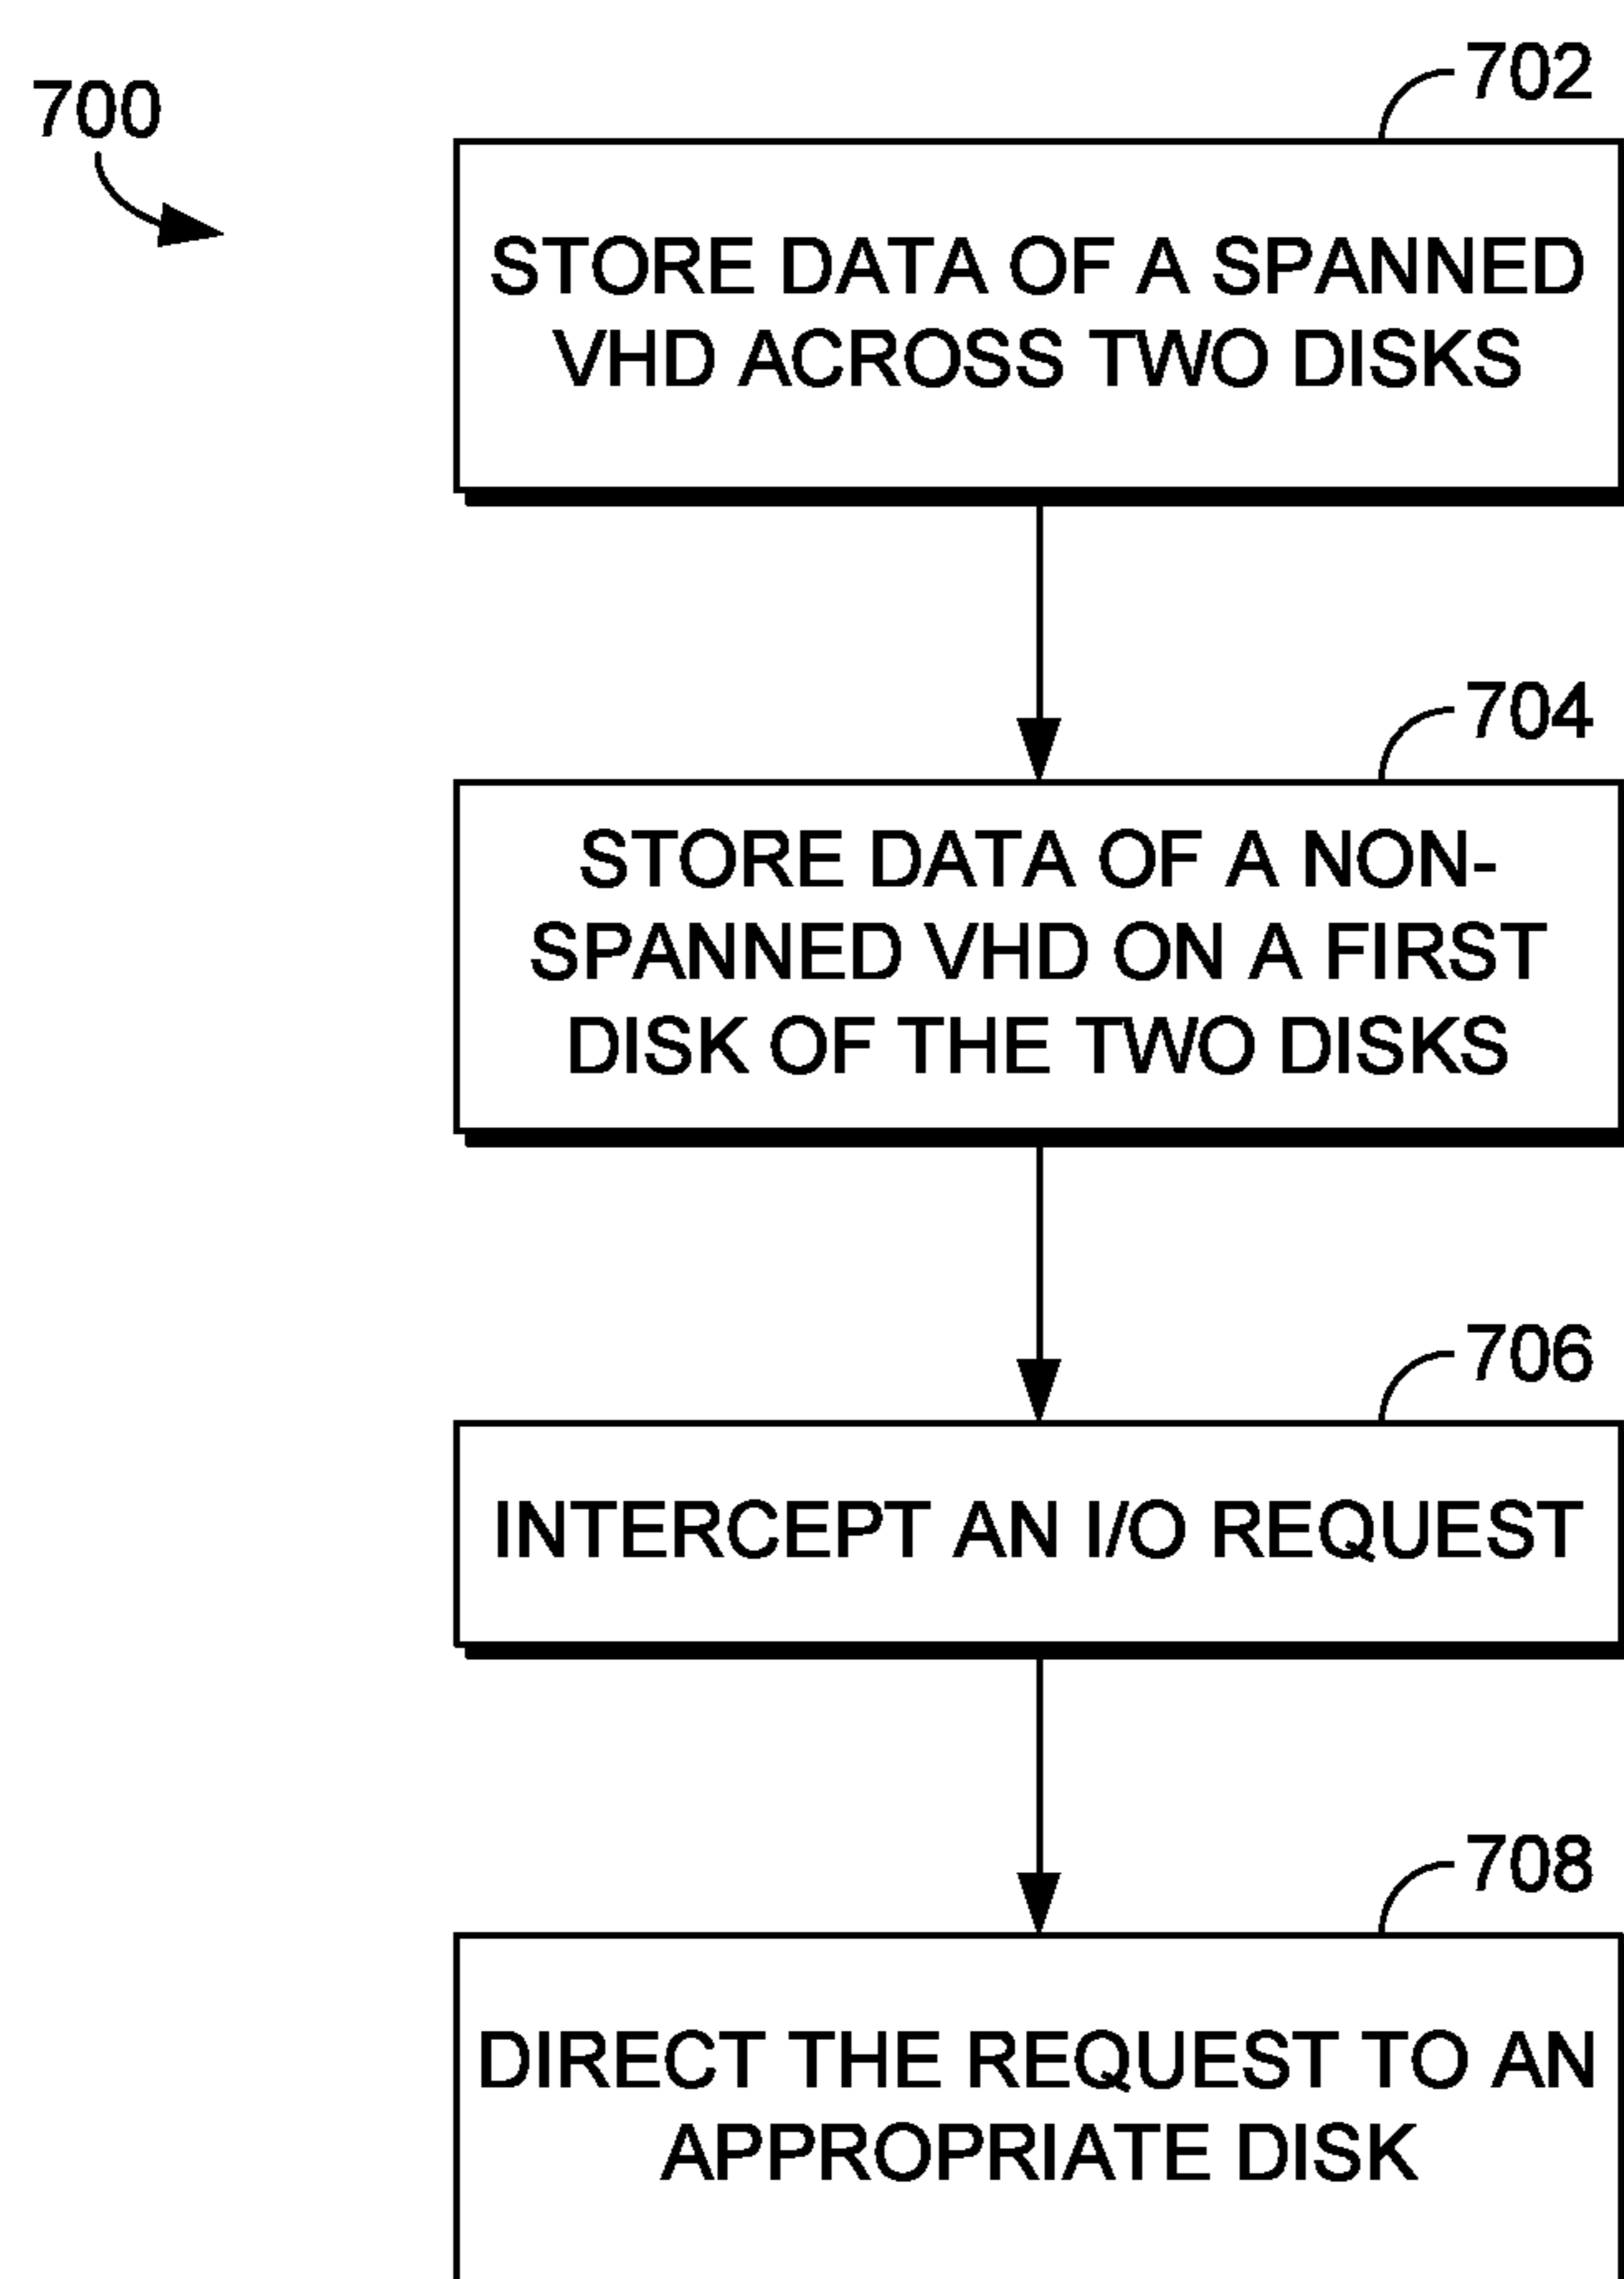 700
702
STORE DATA OF A SPANNED
VHD ACROSS TWO DISKS
704
STORE DATA OF A NON-
SPANNED VHD ON A FIRST
DISK OF THE TWO DISKS
706
INTERCEPT AN I/O REQUEST
708
DIRECT THE REQUEST TO AN
APPROPRIATE DISK